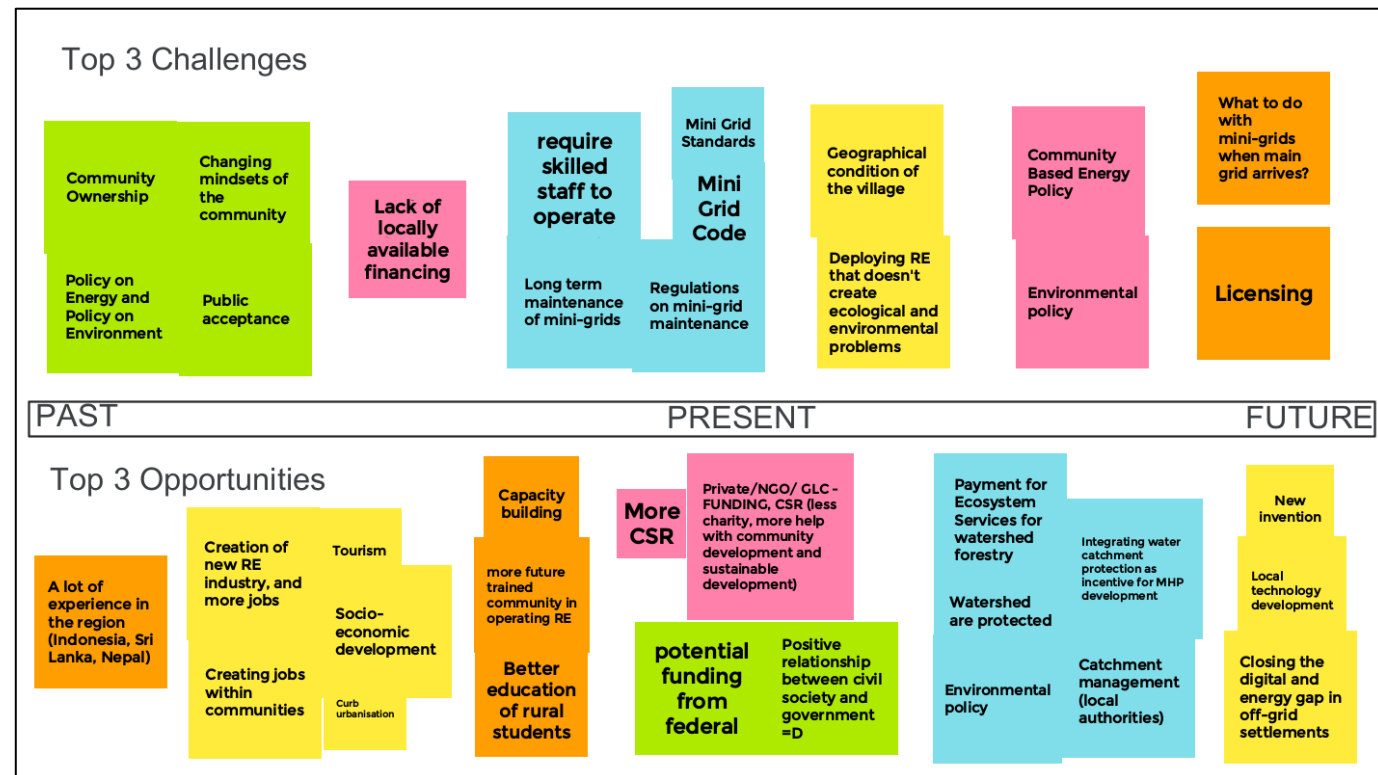 Top 3 Challenges
Community
Ownership
Changing
mindsets of
the
community
Policy on
Energy and
Policy on
Environment
Public
acceptance
Lack of
locally
available
financing
require
skilled
staff to
operate
Mini Grid
Standards
Mini
Grid
Code
Long term
maintenance
of mini-grids
Regulations
on mini-grid
maintenance
Geographical
condition of
the village
Deploying RE
that doesn't
create
ecological and
environmental
problems
Community
Based Energy
Policy
Environmental
policy
What to do
with
mini-grids
when main
grid arrives?
Licensing
PAST
PRESENT
FUTURE
Top 3 Opportunities
A lot of
experience in
the region
(Indonesia, Sri
Lanka, Nepal)
Creation of
new RE
industry, and
more jobs
Tourism
Socio-
economic
development
Creating jobs
within
communities
Curb
urbanisation
Capacity
building
more future
trained
community in
operating RE
Better
education
of rural
students
More
CSR
Private/NGO/ GLC -
FUNDING, CSR (less
charity, more help
with community
development and
sustainable
development)
potential
funding
from
federal
Positive
relationship
between civil
society and
government
=D
Payment for
Ecosystem
Services for
watershed
forestry
Integrating water
catchment
protection as
incentive for MHP
development
Watershed
are protected
Environmental
policy
Catchment
management
(local
authorities)
New
invention
Local
technology
development
Closing the
digital and
energy gap in
off-grid
settlements